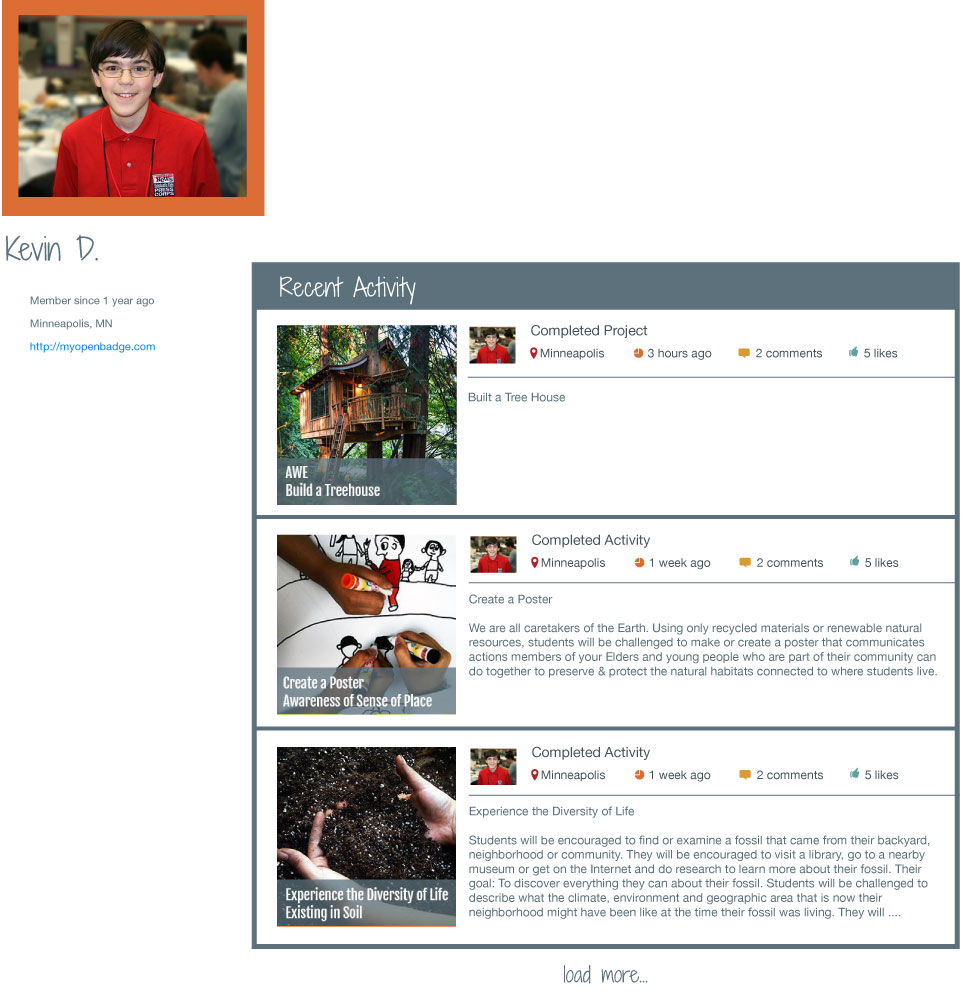 NEWS
PRESS
CORPS
Kevin D.
Member since 1 year ago
Minneapolis, MN
http://myopenbadge.com
Recent Activity
Completed Project
Minneapolis 3 hours ago 2 comments 5 likes
Built a Tree House
AWE
Build a Treehouse
Completed Activity
Minneapolis 1 week ago 2 comments 5 likes
Create a Poster
We are all caretakers of the Earth. Using only recycled materials or renewable natural
resources, students will be challenged to make or create a poster that communicates
actions members of your Elders and young people who are part of their community can
do together to preserve & protect the natural habitats connected to where students live.
Create a Poster
Awareness of Sense of Place
Completed Activity
Minneapolis 1 week ago 2 comments 5 likes
Experience the Diversity of Life
Students will be encouraged to find or examine a fossil that came from their backyard,
neighborhood or community. They will be encouraged to visit a library, go to a nearby
museum or get on the Internet and do research to learn more about their fossil. Their
goal: To discover everything they can about their fossil. Students will be challenged to
describe what the climate, environment and geographic area that is now their
neighborhood might have been like at the time their fossil was living. They will ....
Experience the Diversity of Life
Existing in Soil
load more...